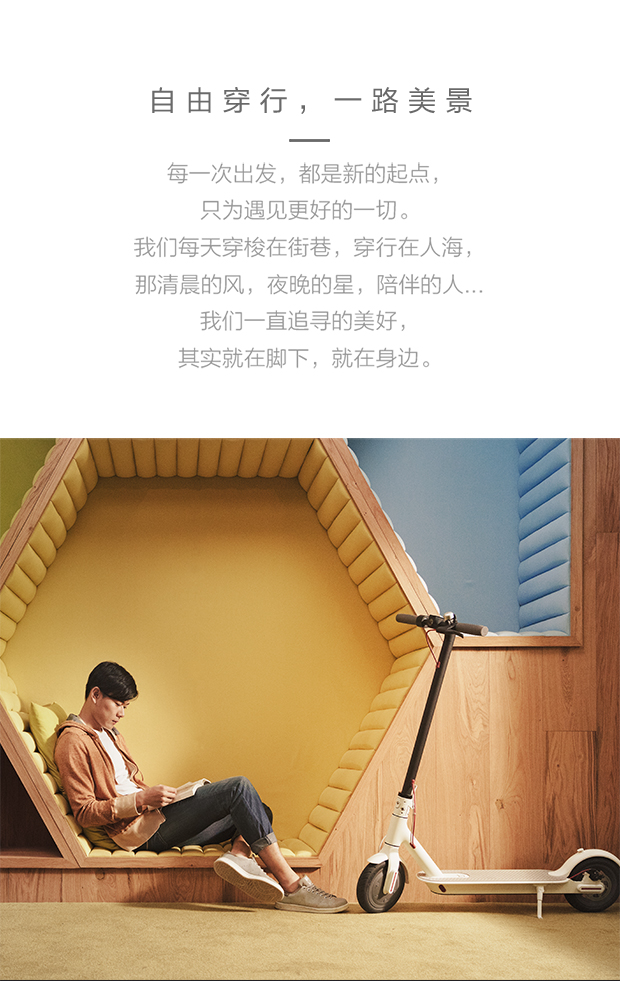 自由穿行，一路美景
每一次出发，都是新的起点，
只为遇见更好的一切。
我们每天穿梭在街巷，穿行在人海，
那清晨的风，夜晚的星，陪伴的人...
我们一直追寻的美好，
其实就在脚下，就在身边。